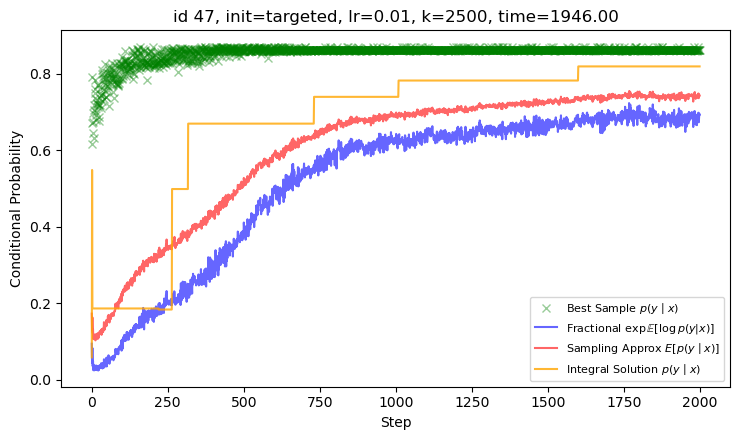 id 47, init=targeted, lr=0.01, k=2500, time=1946.00
Conditional Probability
0.8
0.6
0.4
0.2
0.0
Best Sample p(y | x)
Fractional exp𝔼[log p(y|x)]
Sampling Approx E[p(y | x)]
Integral Solution p(y | x)
0 250 500 750 1000 1250 1500 1750 2000
Step